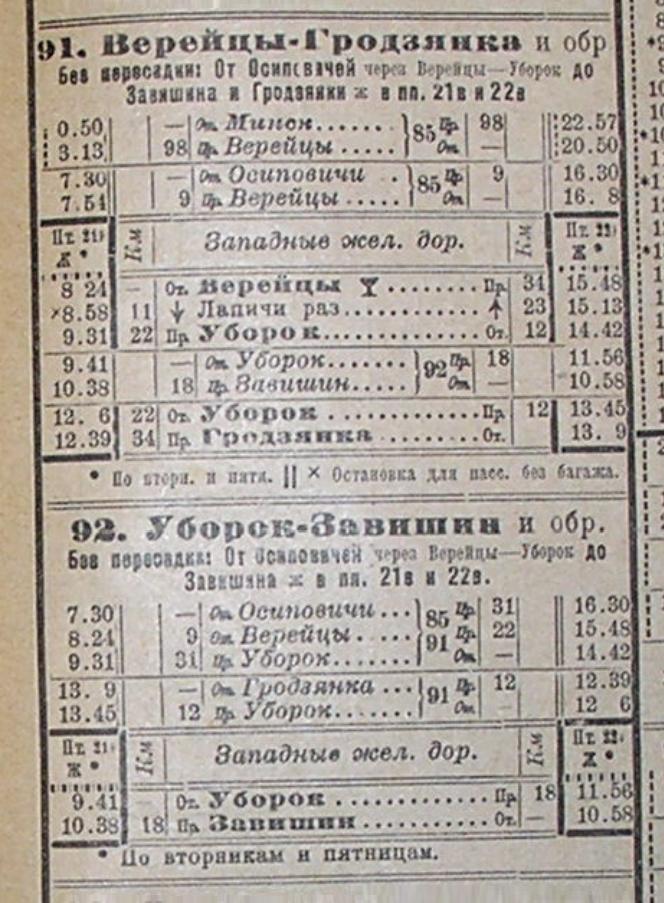 91. Верейцы-Гродзянка и обр
Без пересадки: От Осиповичей через Верейцы—Уборок до
Завишина и Гродзянки ж в пп. 21в и 22в
0.50 — От. Минск....... 85 Пр. 98 22.57
3.13 98 Пр. Верейцы ..... От. — 20.50
7.30 — От. Осиповичи . 85 Пр. 9 16.30
7.51 9 Пр. Верейцы ..... От. — 16. 8
Км Западные жел. дор. Км
Ж * Ж *
8 24 — От. Верейцы ........ Пр. 34 15.48
×8.58 11 ↓ Лапичи раз.......... ↑ 23 15.13
9.31 22 Пр. Уборок............ От. 12 14.42
9.41 — От. Уборок....... 92 Пр. 18 11.56
10.38 18 Пр. Завишин..... От. — 10.58
12. 6 22 От. Уборок ............ Пр. 12 13.45
12.39 34 Пр. Гродзянка ........ От. 13. 9
* По вторн. и пятн. || × Остановка для пасс. без багажа.
92. Уборок-Завишин и обр.
Без пересадки: От Осиповичей через Верейцы—Уборок до
Завишина ж в пп. 21в и 22в.
7.30 — От. Осиповичи ... 85 Пр. 31 16.30
8.24 9 От. Верейцы..... 91 Пр. 22 15.48
9.31 31 Пр. Уборок...... От. — 14.42
13. 9 — От. Гродзянка ... 91 Пр. 12 12.39
13.45 12 Пр. Уборок....... От. — 12 6
Км Западные жел. дор. Км
Ж * Ж *
9.41 От. Уборок ............ Пр. 18 11.56
10.38 18 Пр. Завишин........... От. — 10.58
* По вторникам и пятницам.